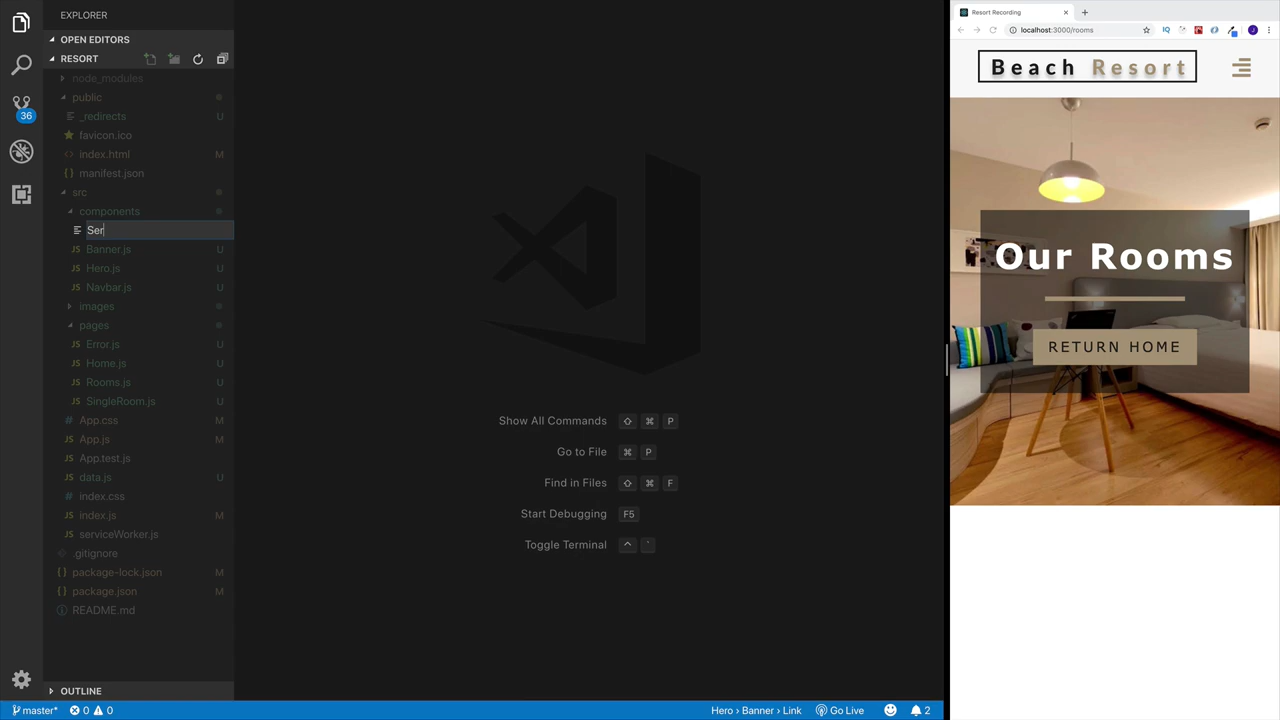 EXPLORER
OPEN EDITORS
RESORT
node_modules
public
_redirects U
favicon.ico
index.html M
manifest.json
src
components
Ser
Banner.js U
Hero.js U
Navbar.js U
images
pages
Error.js U
Home.js U
Rooms.js U
SingleRoom.js U
App.css M
App.js M
App.test.js
data.js U
index.css
index.js M
serviceWorker.js
.gitignore
package-lock.json M
package.json M
README.md
OUTLINE
36
Show All Commands ⇧ ⌘ P
Go to File ⌘ P
Find in Files ⇧ ⌘ F
Start Debugging F5
Toggle Terminal ^ `
master* 0 0
Hero › Banner › Link Go Live 2
Resort Recording
localhost:3000/rooms
IQ
J
Beach Resort
Our Rooms
RETURN HOME